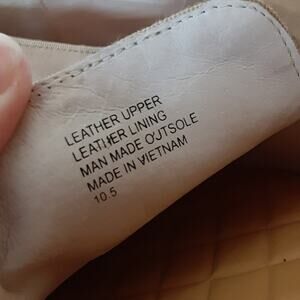 LEATHER UPPER
LEATHER LINING
MAN MADE OUTSOLE
MADE IN VIETNAM
10.5